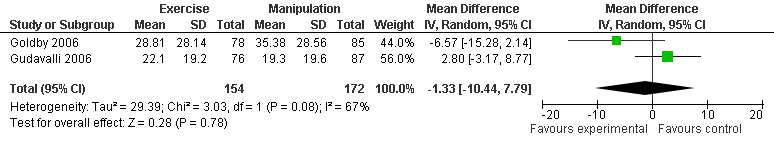 Exercise Manipulation Mean Difference Mean Difference
Study or Subgroup Mean SD Total Mean SD Total Weight IV, Random, 95% CI IV, Random, 95% CI
Goldby 2006 28.81 28.14 78 35.38 28.56 85 44.0% -6.57 [-15.28, 2.14]
Gudavalli 2006 22.1 19.2 76 19.3 19.6 87 56.0% 2.80 [-3.17, 8.77]
Total (95% CI) 154 172 100.0% -1.33 [-10.44, 7.79]
Heterogeneity: Tau² = 29.39; Chi² = 3.03, df = 1 (P = 0.08); I² = 67%
Test for overall effect: Z = 0.28 (P = 0.78)
-20 -10 0 10 20
Favours experimental Favours control